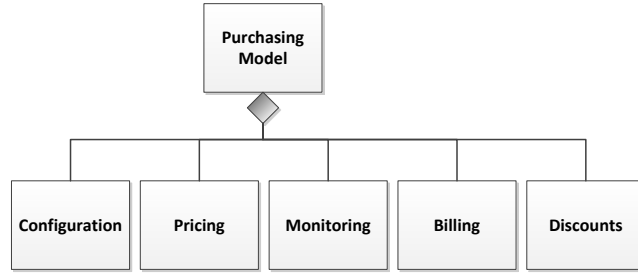 Purchasing
Model
Configuration
Pricing
Monitoring
Billing
Discounts